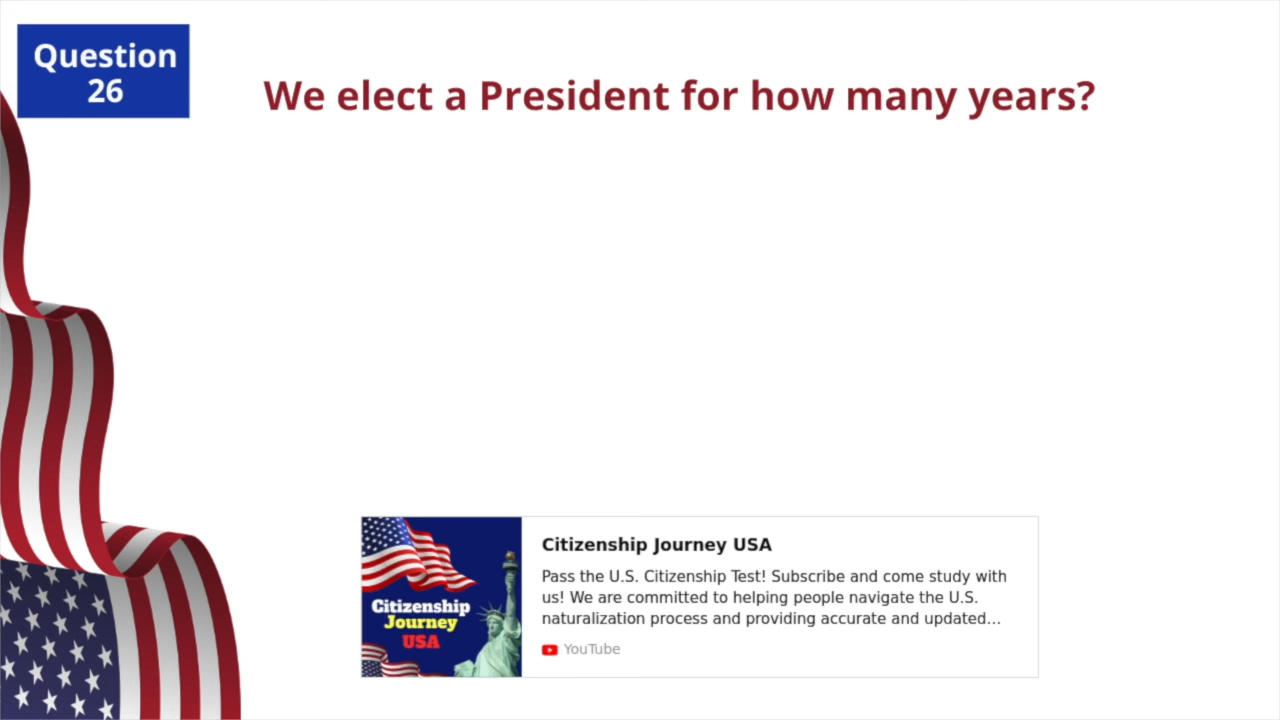 Question
26
We elect a President for how many years?
Citizenship
Journey
USA
Citizenship Journey USA
Pass the U.S. Citizenship Test! Subscribe and come study with
us! We are committed to helping people navigate the U.S.
naturalization process and providing accurate and updated...
YouTube